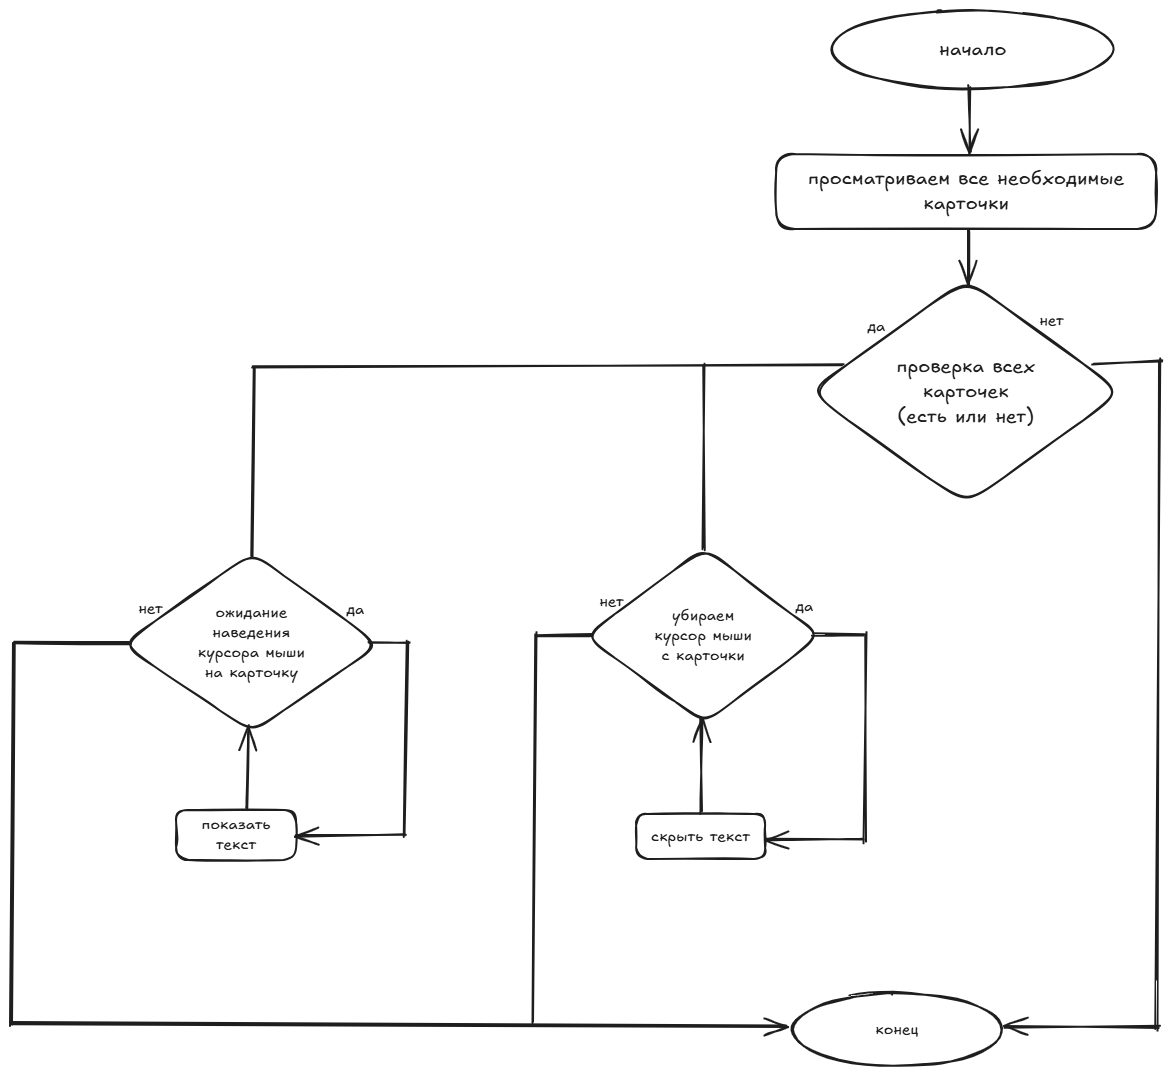 начало
просматриваем все необходимые
карточки
да
нет
проверка всех
карточек
(есть или нет)
нет
да
ожидание
наведения
курсора мыши
на карточку
нет
да
убираем
курсор мыши
с карточки
показать
текст
скрыть текст
конец